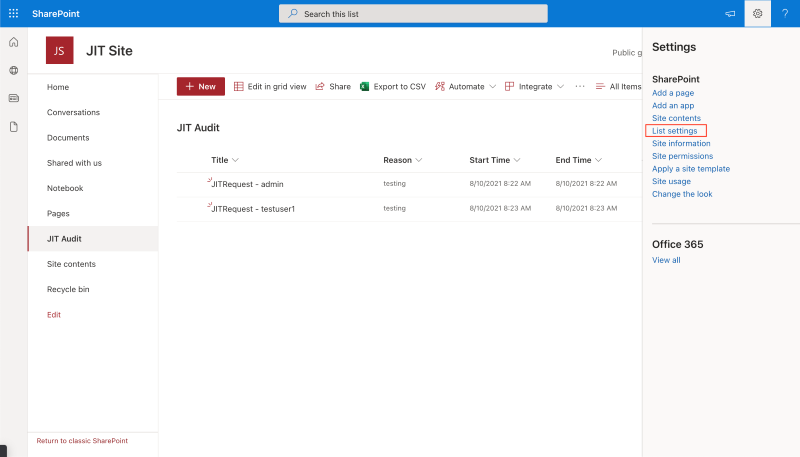 SharePoint
Search this list
?
JS
JIT Site
Public g
Home
Conversations
Documents
Shared with us
Notebook
Pages
JIT Audit
Site contents
Recycle bin
Edit
Return to classic SharePoint
+ New
Edit in grid view
Share
Export to CSV
Automate
Integrate
...
All Items
JIT Audit
Title Reason Start Time End Time
JITRequest - admin testing 8/10/2021 8:22 AM 8/10/2021 8:22 AM
JITRequest - testuser1 testing 8/10/2021 8:23 AM 8/10/2021 8:23 AM
Settings
SharePoint
Add a page
Add an app
Site contents
List settings
Site information
Site permissions
Apply a site template
Site usage
Change the look
Office 365
View all